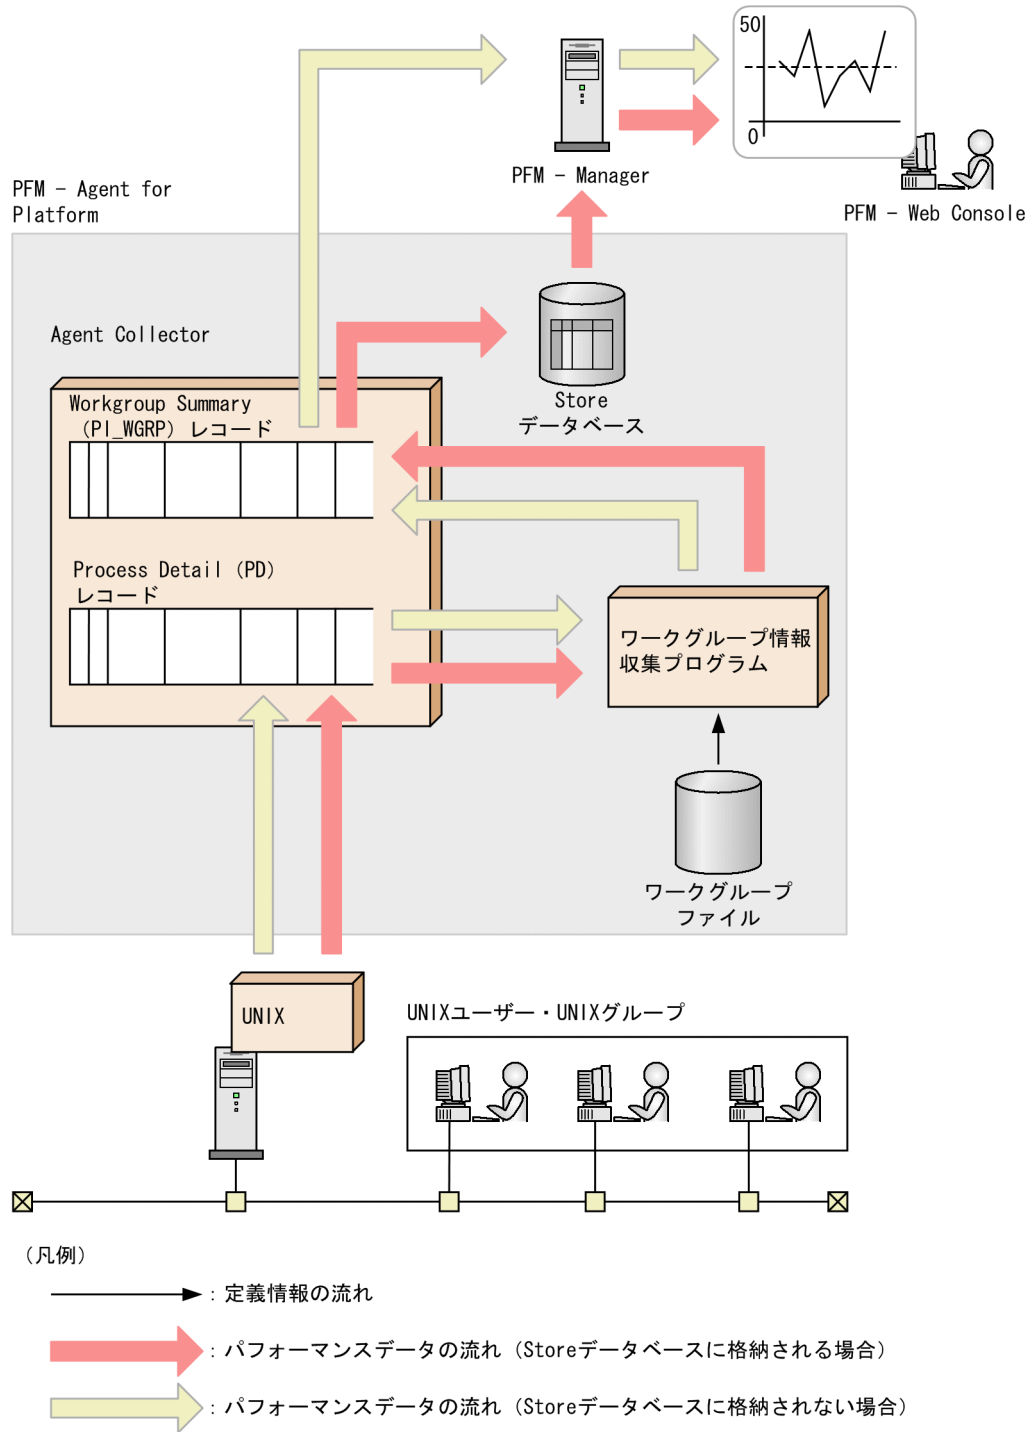 50
0
PFM - Manager
PFM - Web Console
PFM - Agent for
Platform
Agent Collector
Workgroup Summary
(PI_WGRP) レコード
Store
データベース
Process Detail (PD)
レコード
ワークグループ情報
収集プログラム
ワークグループ
ファイル
UNIX
UNIXユーザー・UNIXグループ
(凡例)
:定義情報の流れ
:パフォーマンスデータの流れ(Storeデータベースに格納される場合)
:パフォーマンスデータの流れ(Storeデータベースに格納されない場合)